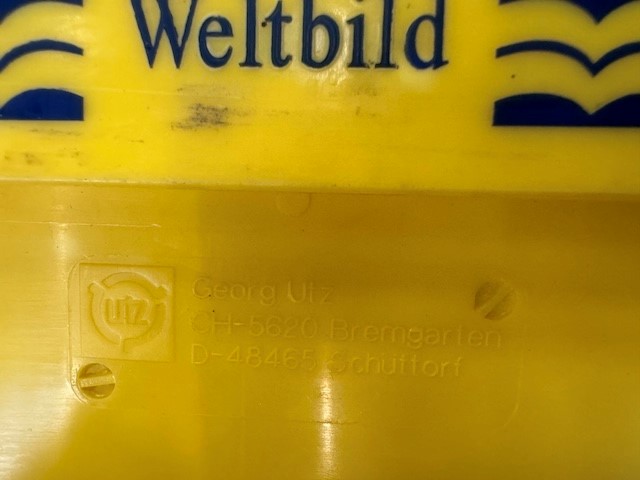 Weltbild
utz
Georg Utz
CH-5620 Bremgarten
D-48465 Schüttorf